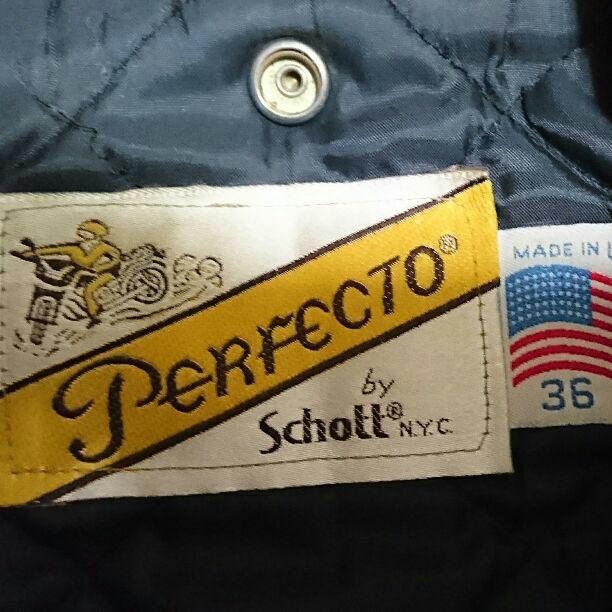 PERFECTO®
by
Schott® N.Y.C.
MADE IN
36